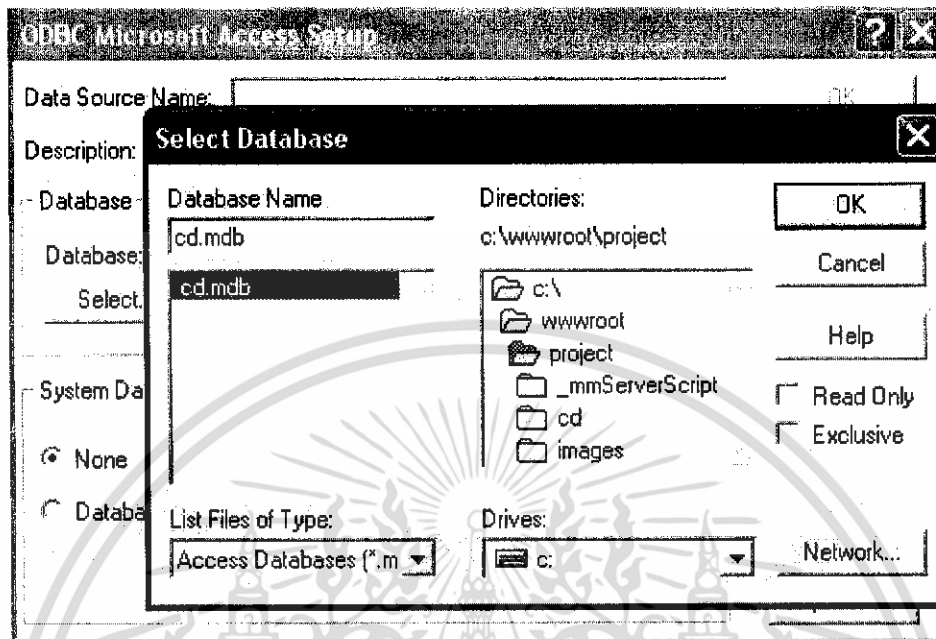 ODBC Microsoft Access Setup
Data Source Name:
OK
Description:
Select Database
Database
Database Name
Directories:
OK
cd.mdb
c:\wwwroot\project
Database:
Cancel
Select.
cd.mdb
c:\
wwwroot
Help
project
System Da
_mmServerScript
Read Only
cd
Exclusive
None
images
Databa
List Files of Type:
Drives:
Access Databases (*.m
c:
Network...